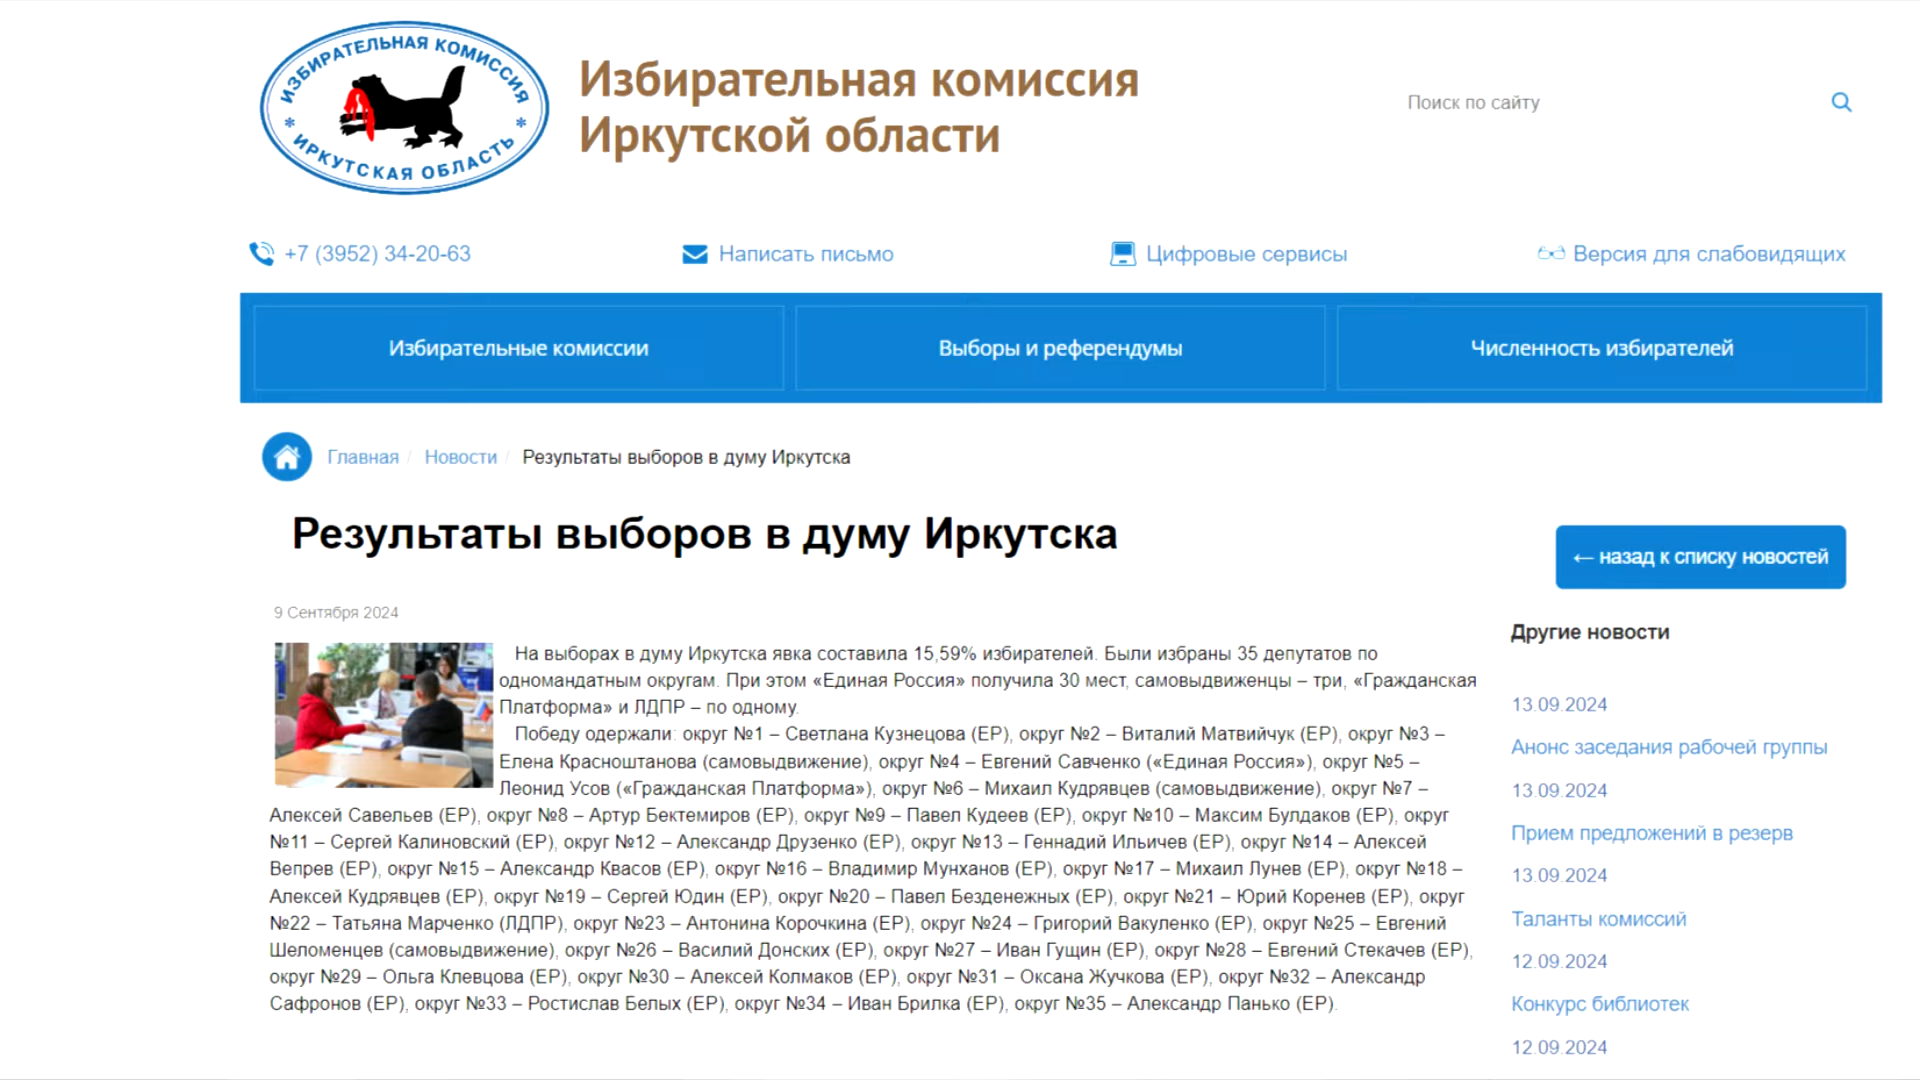 ИЗБИРАТЕЛЬНАЯ КОМИССИЯ
* ИРКУТСКАЯ ОБЛАСТЬ *
Избирательная комиссия
Иркутской области
Поиск по сайту
+7 (3952) 34-20-63
Написать письмо
Цифровые сервисы
Версия для слабовидящих
Избирательные комиссии
Выборы и референдумы
Численность избирателей
Главная / Новости / Результаты выборов в думу Иркутска
Результаты выборов в думу Иркутска
← назад к списку новостей
9 Сентября 2024
На выборах в думу Иркутска явка составила 15,59% избирателей. Были избраны 35 депутатов по
одномандатным округам. При этом «Единая Россия» получила 30 мест, самовыдвиженцы – три, «Гражданская
Платформа» и ЛДПР – по одному.
Победу одержали: округ №1 – Светлана Кузнецова (ЕР), округ №2 – Виталий Матвийчук (ЕР), округ №3 –
Елена Красноштанова (самовыдвижение), округ №4 – Евгений Савченко («Единая Россия»), округ №5 –
Леонид Усов («Гражданская Платформа»), округ №6 – Михаил Кудрявцев (самовыдвижение), округ №7 –
Алексей Савельев (ЕР), округ №8 – Артур Бектемиров (ЕР), округ №9 – Павел Кудеев (ЕР), округ №10 – Максим Булдаков (ЕР), округ
№11 – Сергей Калиновский (ЕР), округ №12 – Александр Друзенко (ЕР), округ №13 – Геннадий Ильичев (ЕР), округ №14 – Алексей
Вепрев (ЕР), округ №15 – Александр Квасов (ЕР), округ №16 – Владимир Мунханов (ЕР), округ №17 – Михаил Лунев (ЕР), округ №18 –
Алексей Кудрявцев (ЕР), округ №19 – Сергей Юдин (ЕР), округ №20 – Павел Безденежных (ЕР), округ №21 – Юрий Коренев (ЕР), округ
№22 – Татьяна Марченко (ЛДПР), округ №23 – Антонина Корочкина (ЕР), округ №24 – Григорий Вакуленко (ЕР), округ №25 – Евгений
Шеломенцев (самовыдвижение), округ №26 – Василий Донских (ЕР), округ №27 – Иван Гущин (ЕР), округ №28 – Евгений Стекачев (ЕР),
округ №29 – Ольга Клевцова (ЕР), округ №30 – Алексей Колмаков (ЕР), округ №31 – Оксана Жучкова (ЕР), округ №32 – Александр
Сафронов (ЕР), округ №33 – Ростислав Белых (ЕР), округ №34 – Иван Брилка (ЕР), округ №35 – Александр Панько (ЕР).
Другие новости
13.09.2024
Анонс заседания рабочей группы
13.09.2024
Прием предложений в резерв
13.09.2024
Таланты комиссий
12.09.2024
Конкурс библиотек
12.09.2024